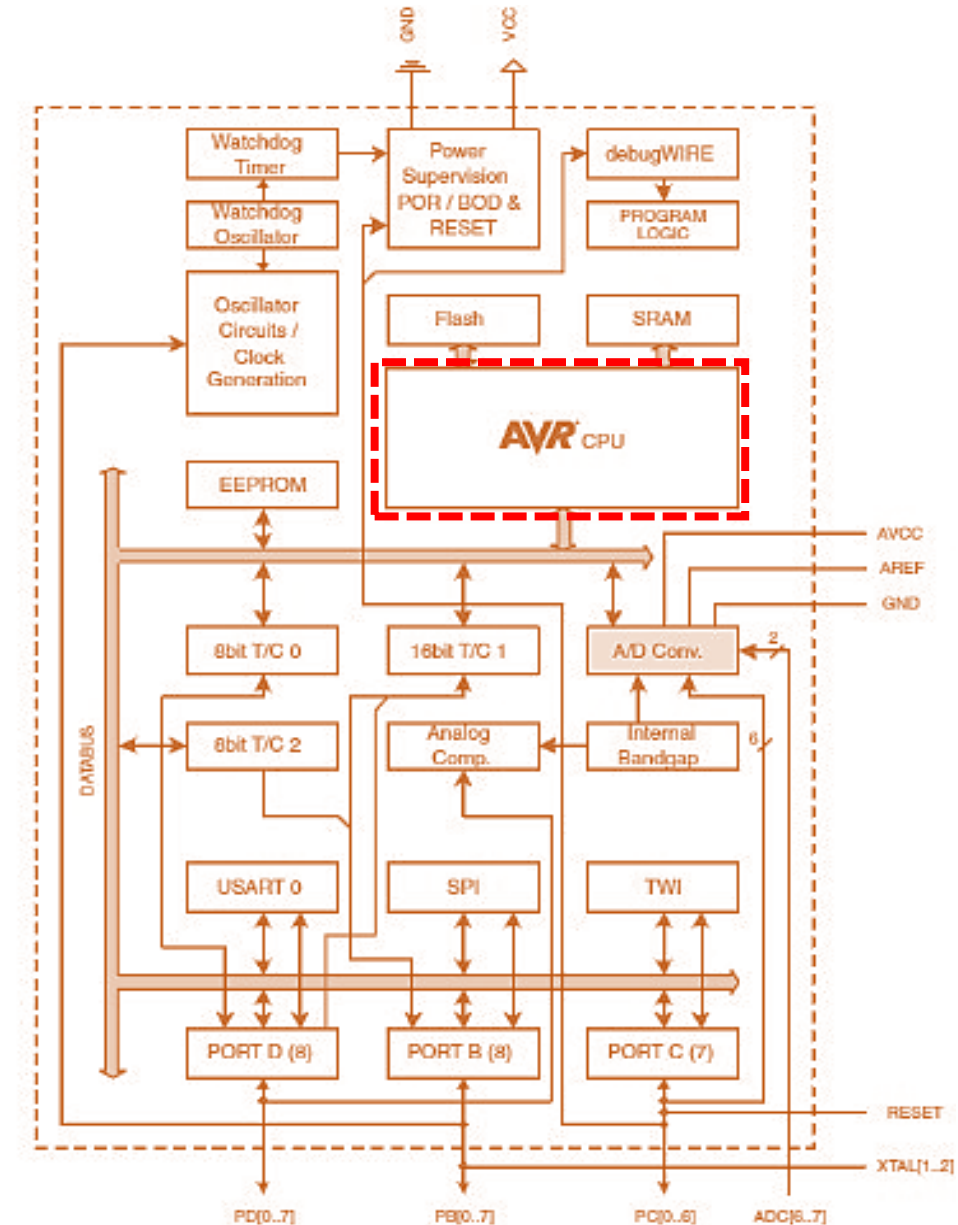 GND
VCC
Watchdog
Timer
Power
Supervision
POR / BOD &
RESET
debugWIRE
Watchdog
Oscillator
PROGRAM
LOGIC
Oscillator
Circuits /
Clock
Generation
Flash
SRAM
AVR CPU
EEPROM
AVCC
AREF
GND
8bit T/C 0
16bit T/C 1
A/D Conv.
2
DATABUS
8bit T/C 2
Analog
Comp.
Internal
Bandgap
6
USART 0
SPI
TWI
PORT D (8)
PORT B (8)
PORT C (7)
RESET
XTAL[1..2]
PD[0..7]
PB[0..7]
PC[0..6]
ADC[6..7]